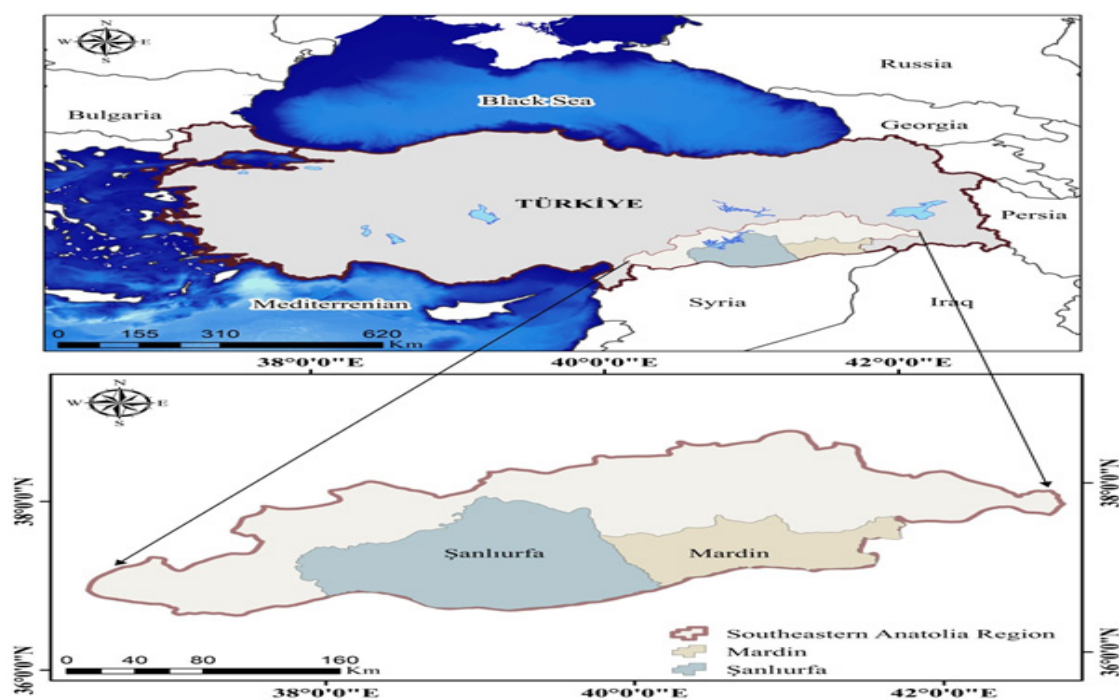 N
W E
S
Russia
Bulgaria
Black Sea
Georgia
TÜRKİYE
Persia
Mediterrenian
Syria
Iraq
0 155 310 620
Km
38°0'0"E 40°0'0"E 42°0'0"E
N
W E
S
38°0'0"N
38°0'0"N
Şanlıurfa
Mardin
Southeastern Anatolia Region
Mardin
Şanlıurfa
0 40 80 160
Km
36°0'0"N
36°0'0"N
38°0'0"E 40°0'0"E 42°0'0"E